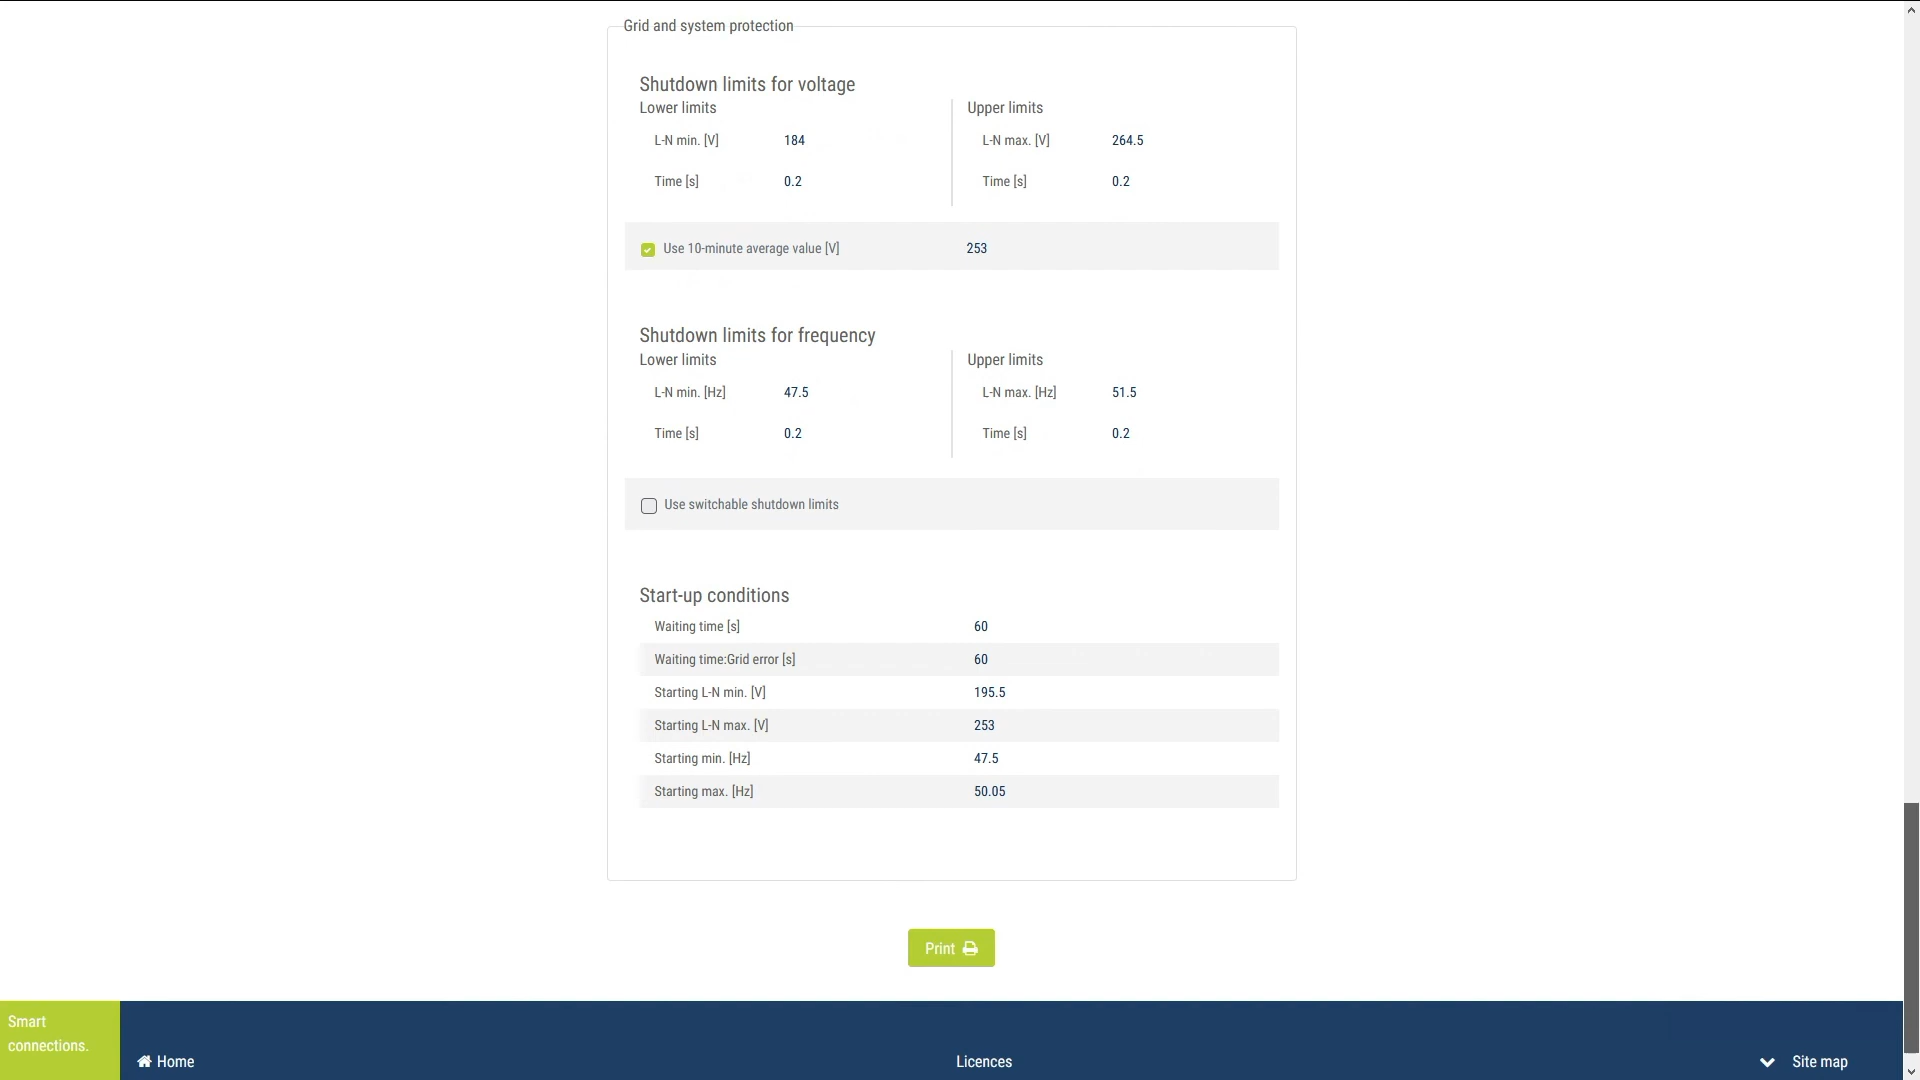 Grid and system protection
Shutdown limits for voltage
Lower limits
Upper limits
L-N min. [V] 184
L-N max. [V] 264.5
Time [s] 0.2
Time [s] 0.2
Use 10-minute average value [V] 253
Shutdown limits for frequency
Lower limits
Upper limits
L-N min. [Hz] 47.5
L-N max. [Hz] 51.5
Time [s] 0.2
Time [s] 0.2
Use switchable shutdown limits
Start-up conditions
Waiting time [s] 60
Waiting time:Grid error [s] 60
Starting L-N min. [V] 195.5
Starting L-N max. [V] 253
Starting min. [Hz] 47.5
Starting max. [Hz] 50.05
Print
Smart
connections.
Home
Licences
Site map